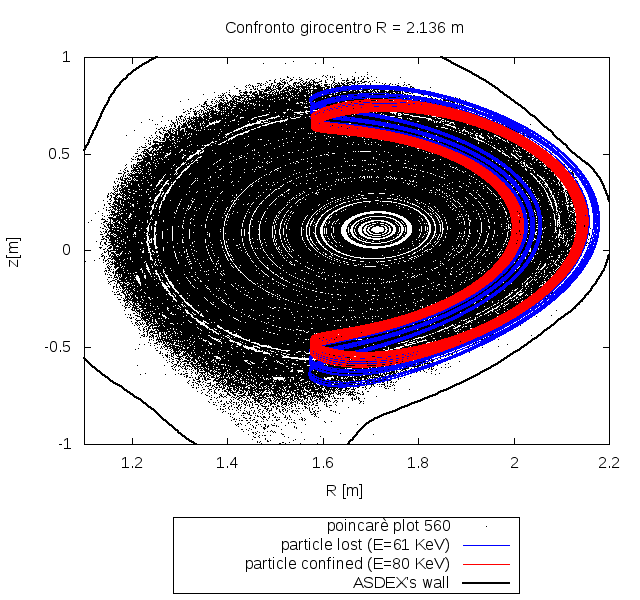 Confronto girocentro R = 2.136 m
1
0.5
0
-0.5
-1
z[m]
1.2 1.4 1.6 1.8 2 2.2
R [m]
poincarè plot 560
particle lost (E=61 KeV)
particle confined (E=80 KeV)
ASDEX's wall